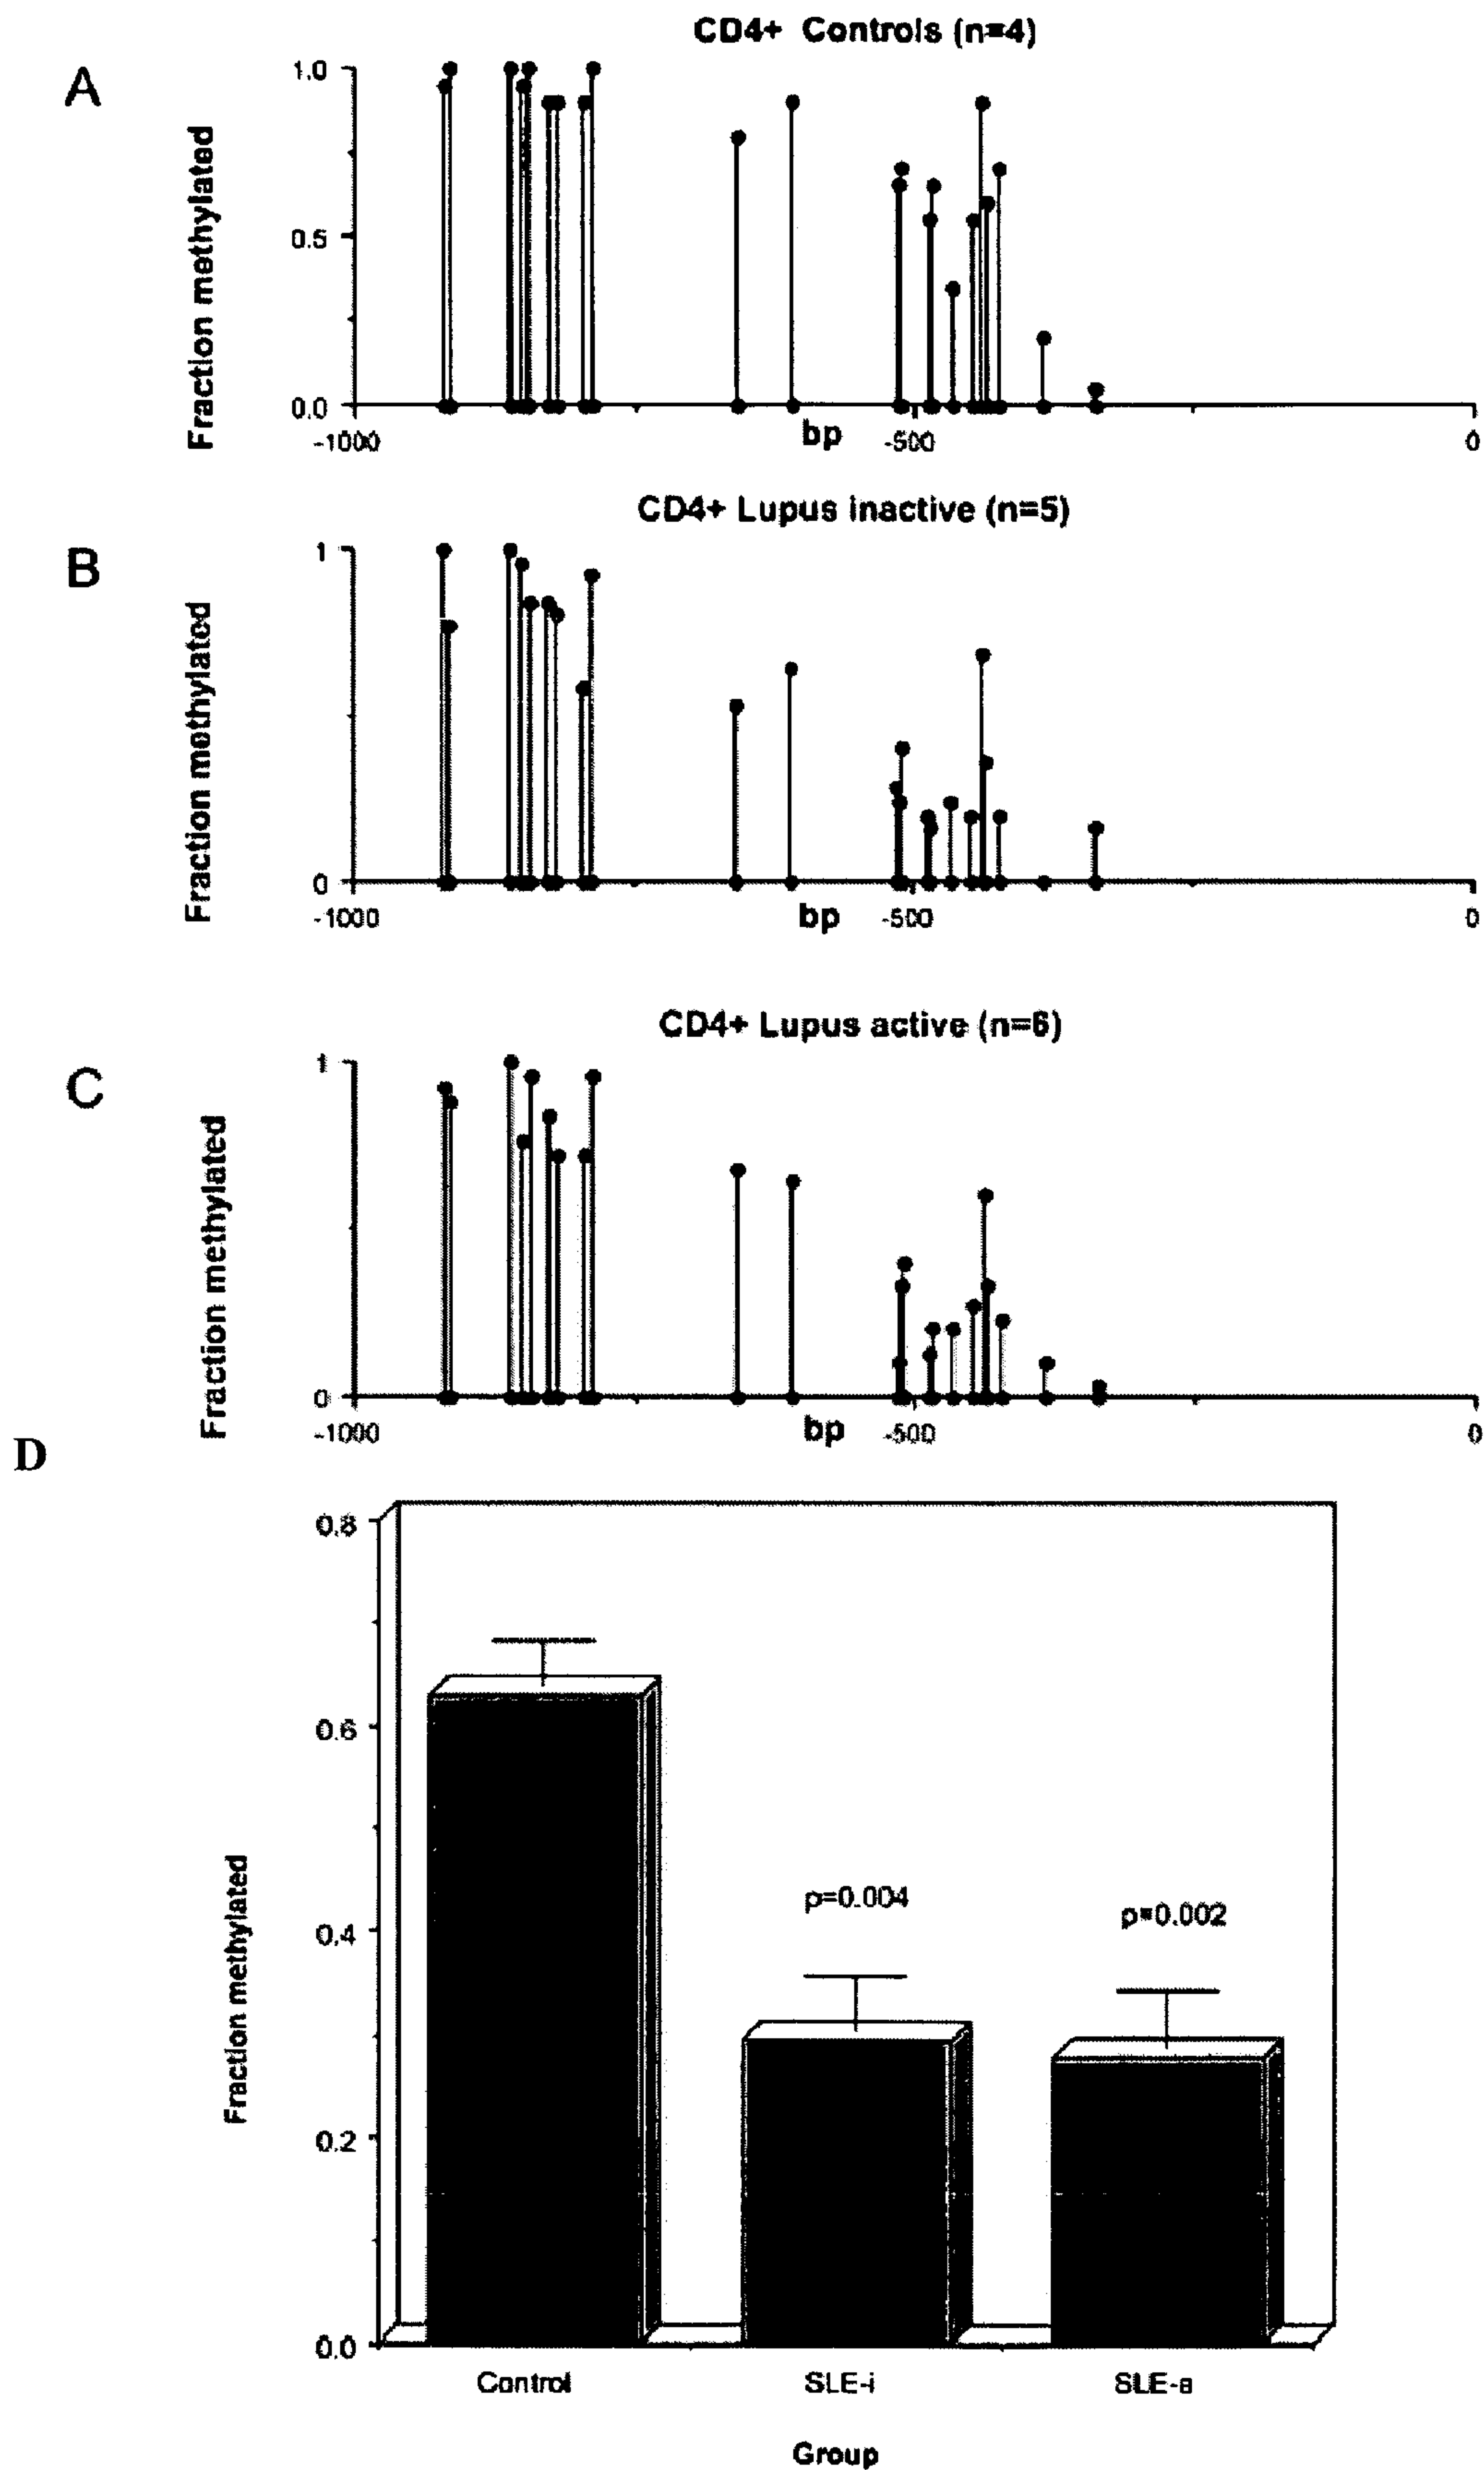 CD4+ Controls (n=4)
A
Fraction methylated
1.0
0.5
0.0
-1000
bp
-500
0
CD4+ Lupus inactive (n=5)
B
Fraction methylated
1
0
-1000
bp
-500
0
CD4+ Lupus active (n=6)
C
Fraction methylated
1
0
-1000
bp
-500
0
D
Fraction methylated
0.8
0.6
0.4
0.2
0.0
p=0.004
p=0.002
Control
SLE-i
SLE-a
Group